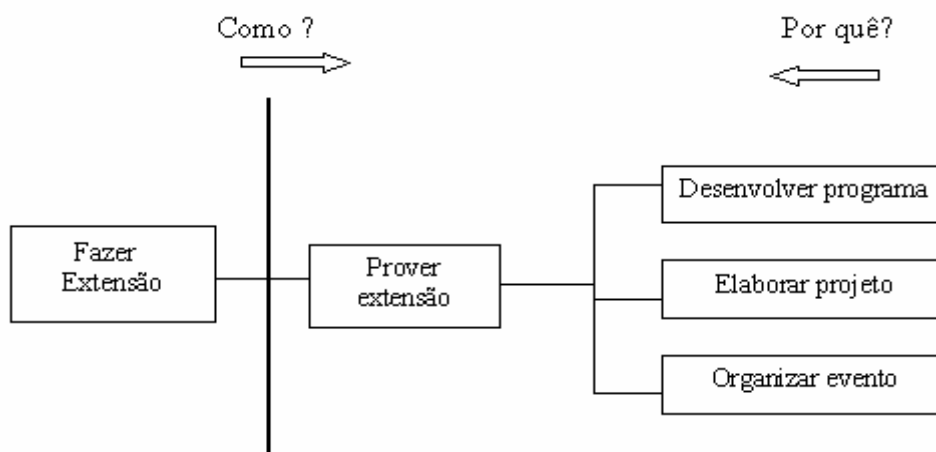 Como ?
Por quê?
Fazer
Extensão
Prover
extensão
Desenvolver programa
Elaborar projeto
Organizar evento